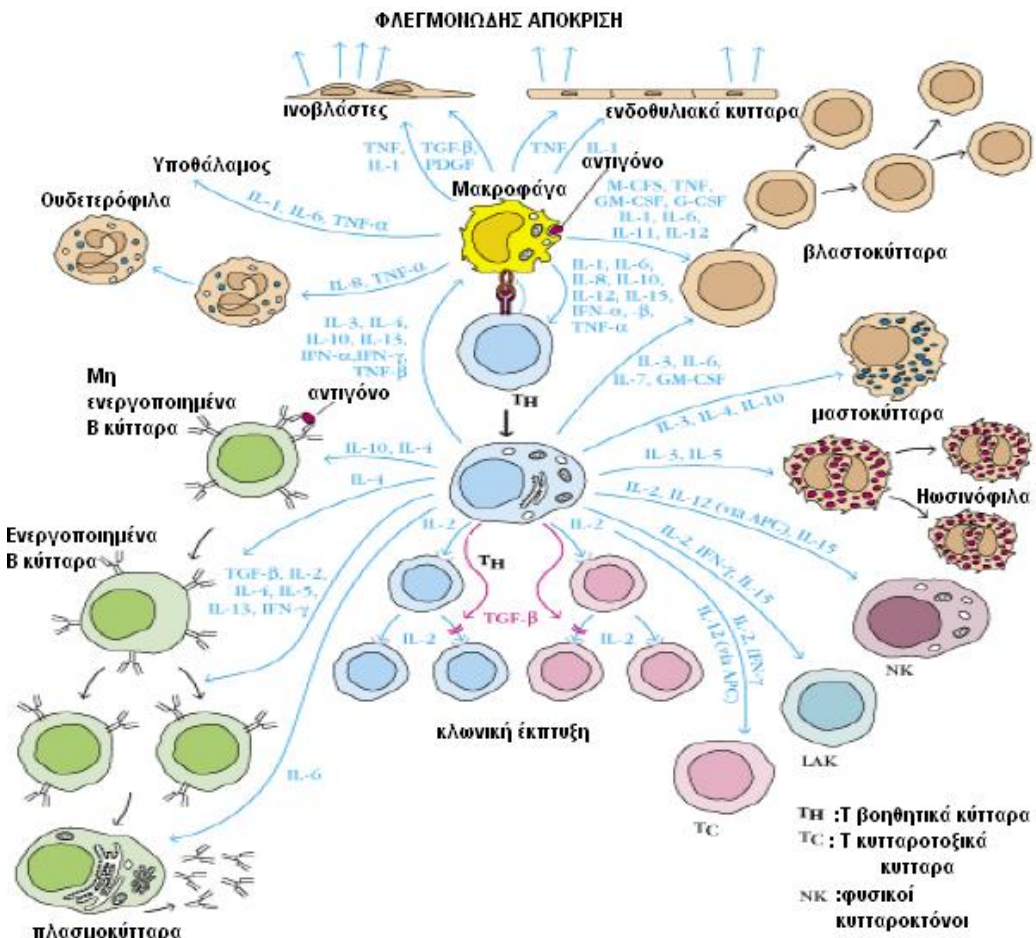 ΦΛΕΓΜΟΝΩΔΗΣ ΑΠΟΚΡΙΣΗ
ινοβλάστες
ενδοθυλιακά κυτταρα
TNF,
IL-1
TGF-β,
PDGF
TNF
IL-1
αντιγόνο
Υποθάλαμος
Μακροφάγα
IL-1, IL-6, TNF-α
M-CFS, TNF,
GM-CSF, G-CSF
IL-1, IL-6,
IL-11, IL-12
Ουδετερόφιλα
βλαστοκύτταρα
IL-8, TNF-α
IL-1, IL-6,
IL-8, IL-10,
IL-12, IL-15,
IFN-α, -β,
TNF-α
IL-3, IL-4,
IL-10, IL-13,
IFN-α,IFN-γ,
TNF-β
IL-3, IL-6,
IL-7, GM-CSF
Μη
ενεργοποιημένα
Β κύτταρα
αντιγόνο
TH
IL-3, IL-4, IL-10
μαστοκύτταρα
IL-10, IL-4
IL-3, IL-5
IL-4
IL-2, IL-12 (via APC), IL-15
Ηωσινόφιλα
Ενεργοποιημένα
Β κύτταρα
IL-2
IL-2
IL-2, IFN-γ, IL-15
TH
TGF-β, IL-2,
IL-4, IL-5,
IL-13, IFN-γ
TGF-β
IL-2
IL-2
IL-2, IFN-γ
IL-12 (via APC)
NK
κλωνική έκπτυξη
LAK
IL-6
TC
TH :Τ βοηθητικά κύτταρα
TC : Τ κυτταροτοξικά
κυτταρα
NK :φυσικοί
κυτταροκτόνοι
πλασμοκύτταρα